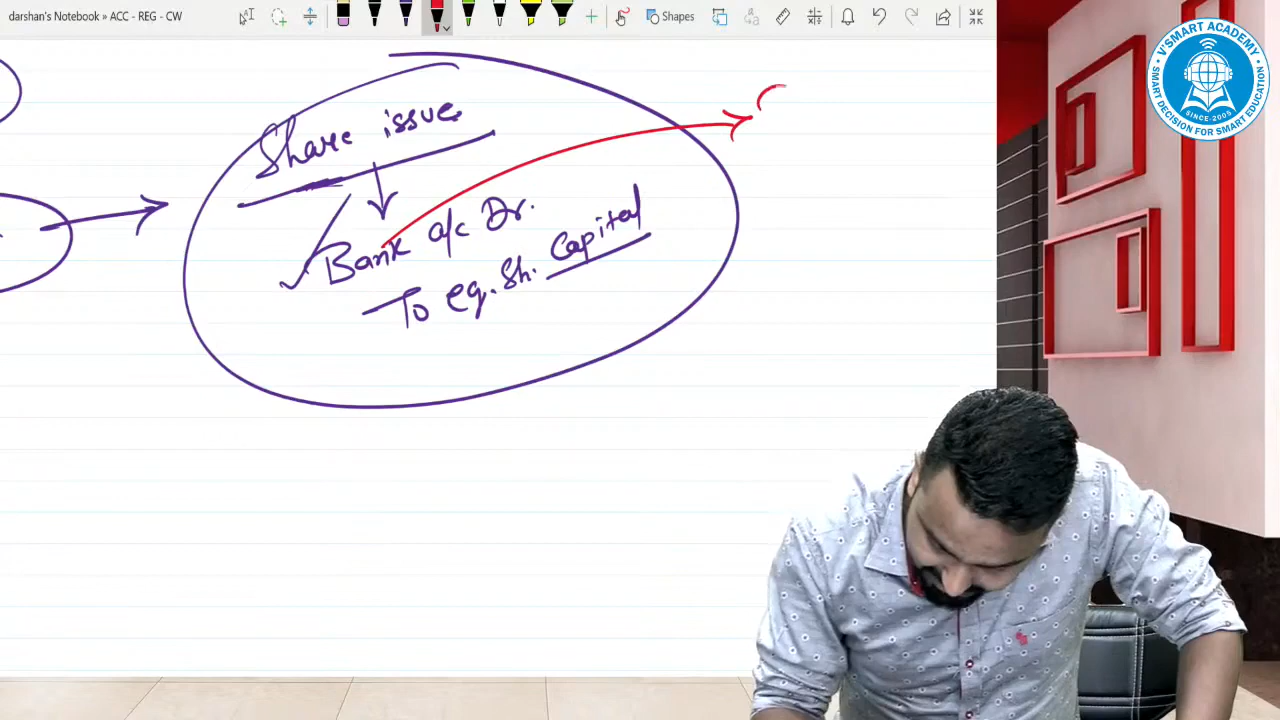 darshan's Notebook » ACC - REG - CW
Shapes
Share issue
Bank a/c Dr.
To eq. Sh. Capital
V'SMART ACADEMY
SINCE-2005
SMART DECISION FOR SMART EDUCATION